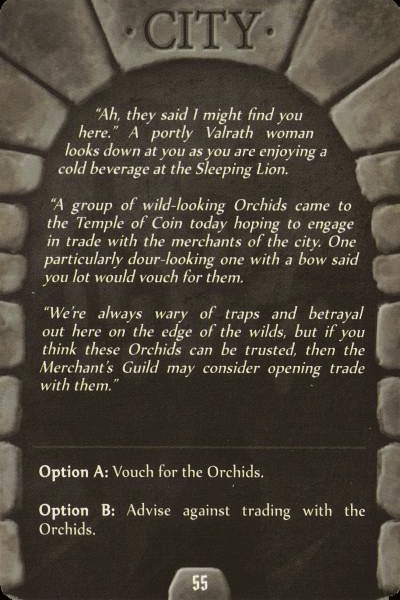 · CITY ·
“Ah, they said I might find you
here.” A portly Valrath woman
looks down at you as you are enjoying a
cold beverage at the Sleeping Lion.
“A group of wild-looking Orchids came to
the Temple of Coin today hoping to engage
in trade with the merchants of the city. One
particularly dour-looking one with a bow said
you lot would vouch for them.
“We’re always wary of traps and betrayal
out here on the edge of the wilds, but if you
think these Orchids can be trusted, then the
Merchant’s Guild may consider opening trade
with them.”
Option A: Vouch for the Orchids.
Option B: Advise against trading with the
Orchids.
55